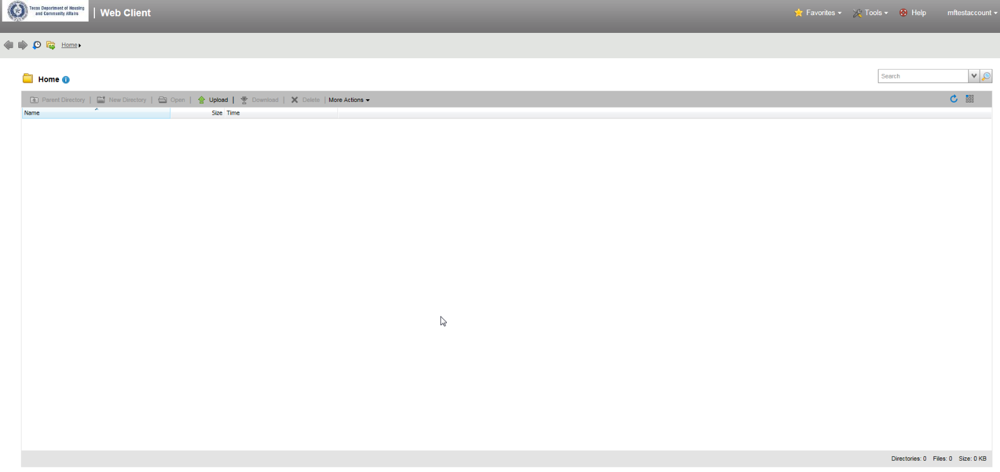 Texas Department of Housing
and Community Affairs
Web Client
Favorites
Tools
Help
mftestaccount
Home
Home
Search
Parent Directory | New Directory | Open | Upload | Download | Delete | More Actions
Name Size Time
Directories: 0 Files: 0 Size: 0 KB